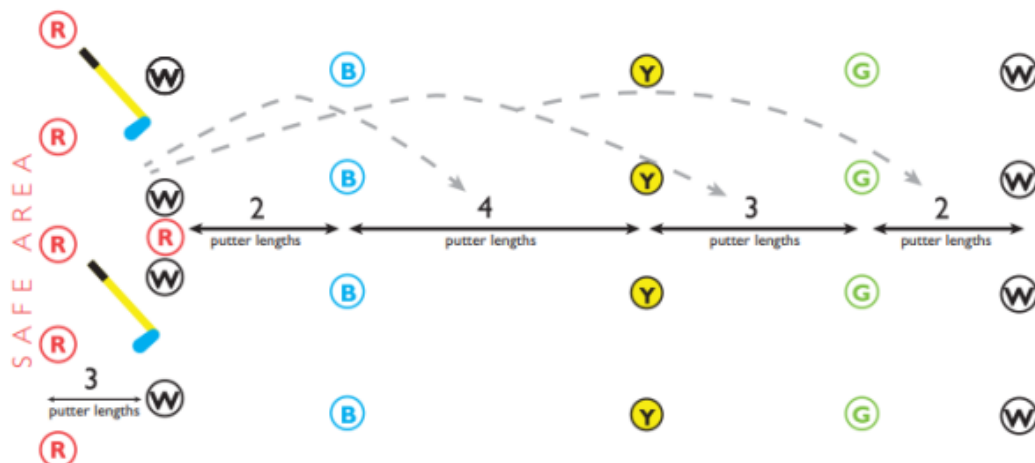 R
W B Y G W
R
W B Y G W
SAFE AREA
2 4 3 2
R
putter lengths putter lengths putter lengths putter lengths
R
W B Y G W
R
3
putter lengths
W B Y G W
R